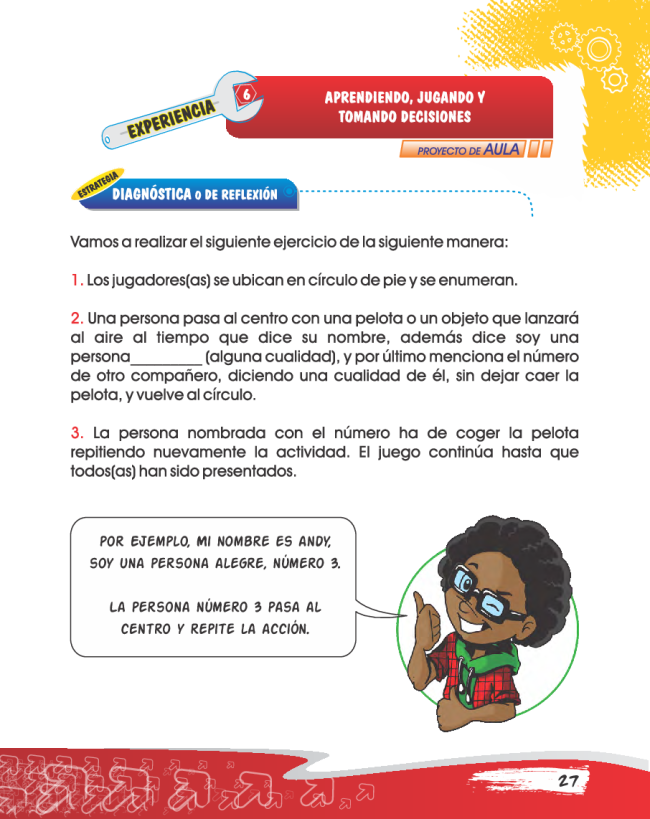 EXPERIENCIA 6
APRENDIENDO, JUGANDO Y
TOMANDO DECISIONES
PROYECTO DE AULA
ESTRATEGIA
DIAGNÓSTICA O DE REFLEXIÓN
Vamos a realizar el siguiente ejercicio de la siguiente manera:
1. Los jugadores(as) se ubican en círculo de pie y se enumeran.
2. Una persona pasa al centro con una pelota o un objeto que lanzará
al aire al tiempo que dice su nombre, además dice soy una
persona_________ (alguna cualidad), y por último menciona el número
de otro compañero, diciendo una cualidad de él, sin dejar caer la
pelota, y vuelve al círculo.
3. La persona nombrada con el número ha de coger la pelota
repitiendo nuevamente la actividad. El juego continúa hasta que
todos(as) han sido presentados.
POR EJEMPLO, MI NOMBRE ES ANDY,
SOY UNA PERSONA ALEGRE, NÚMERO 3.
LA PERSONA NÚMERO 3 PASA AL
CENTRO Y REPITE LA ACCIÓN.
27